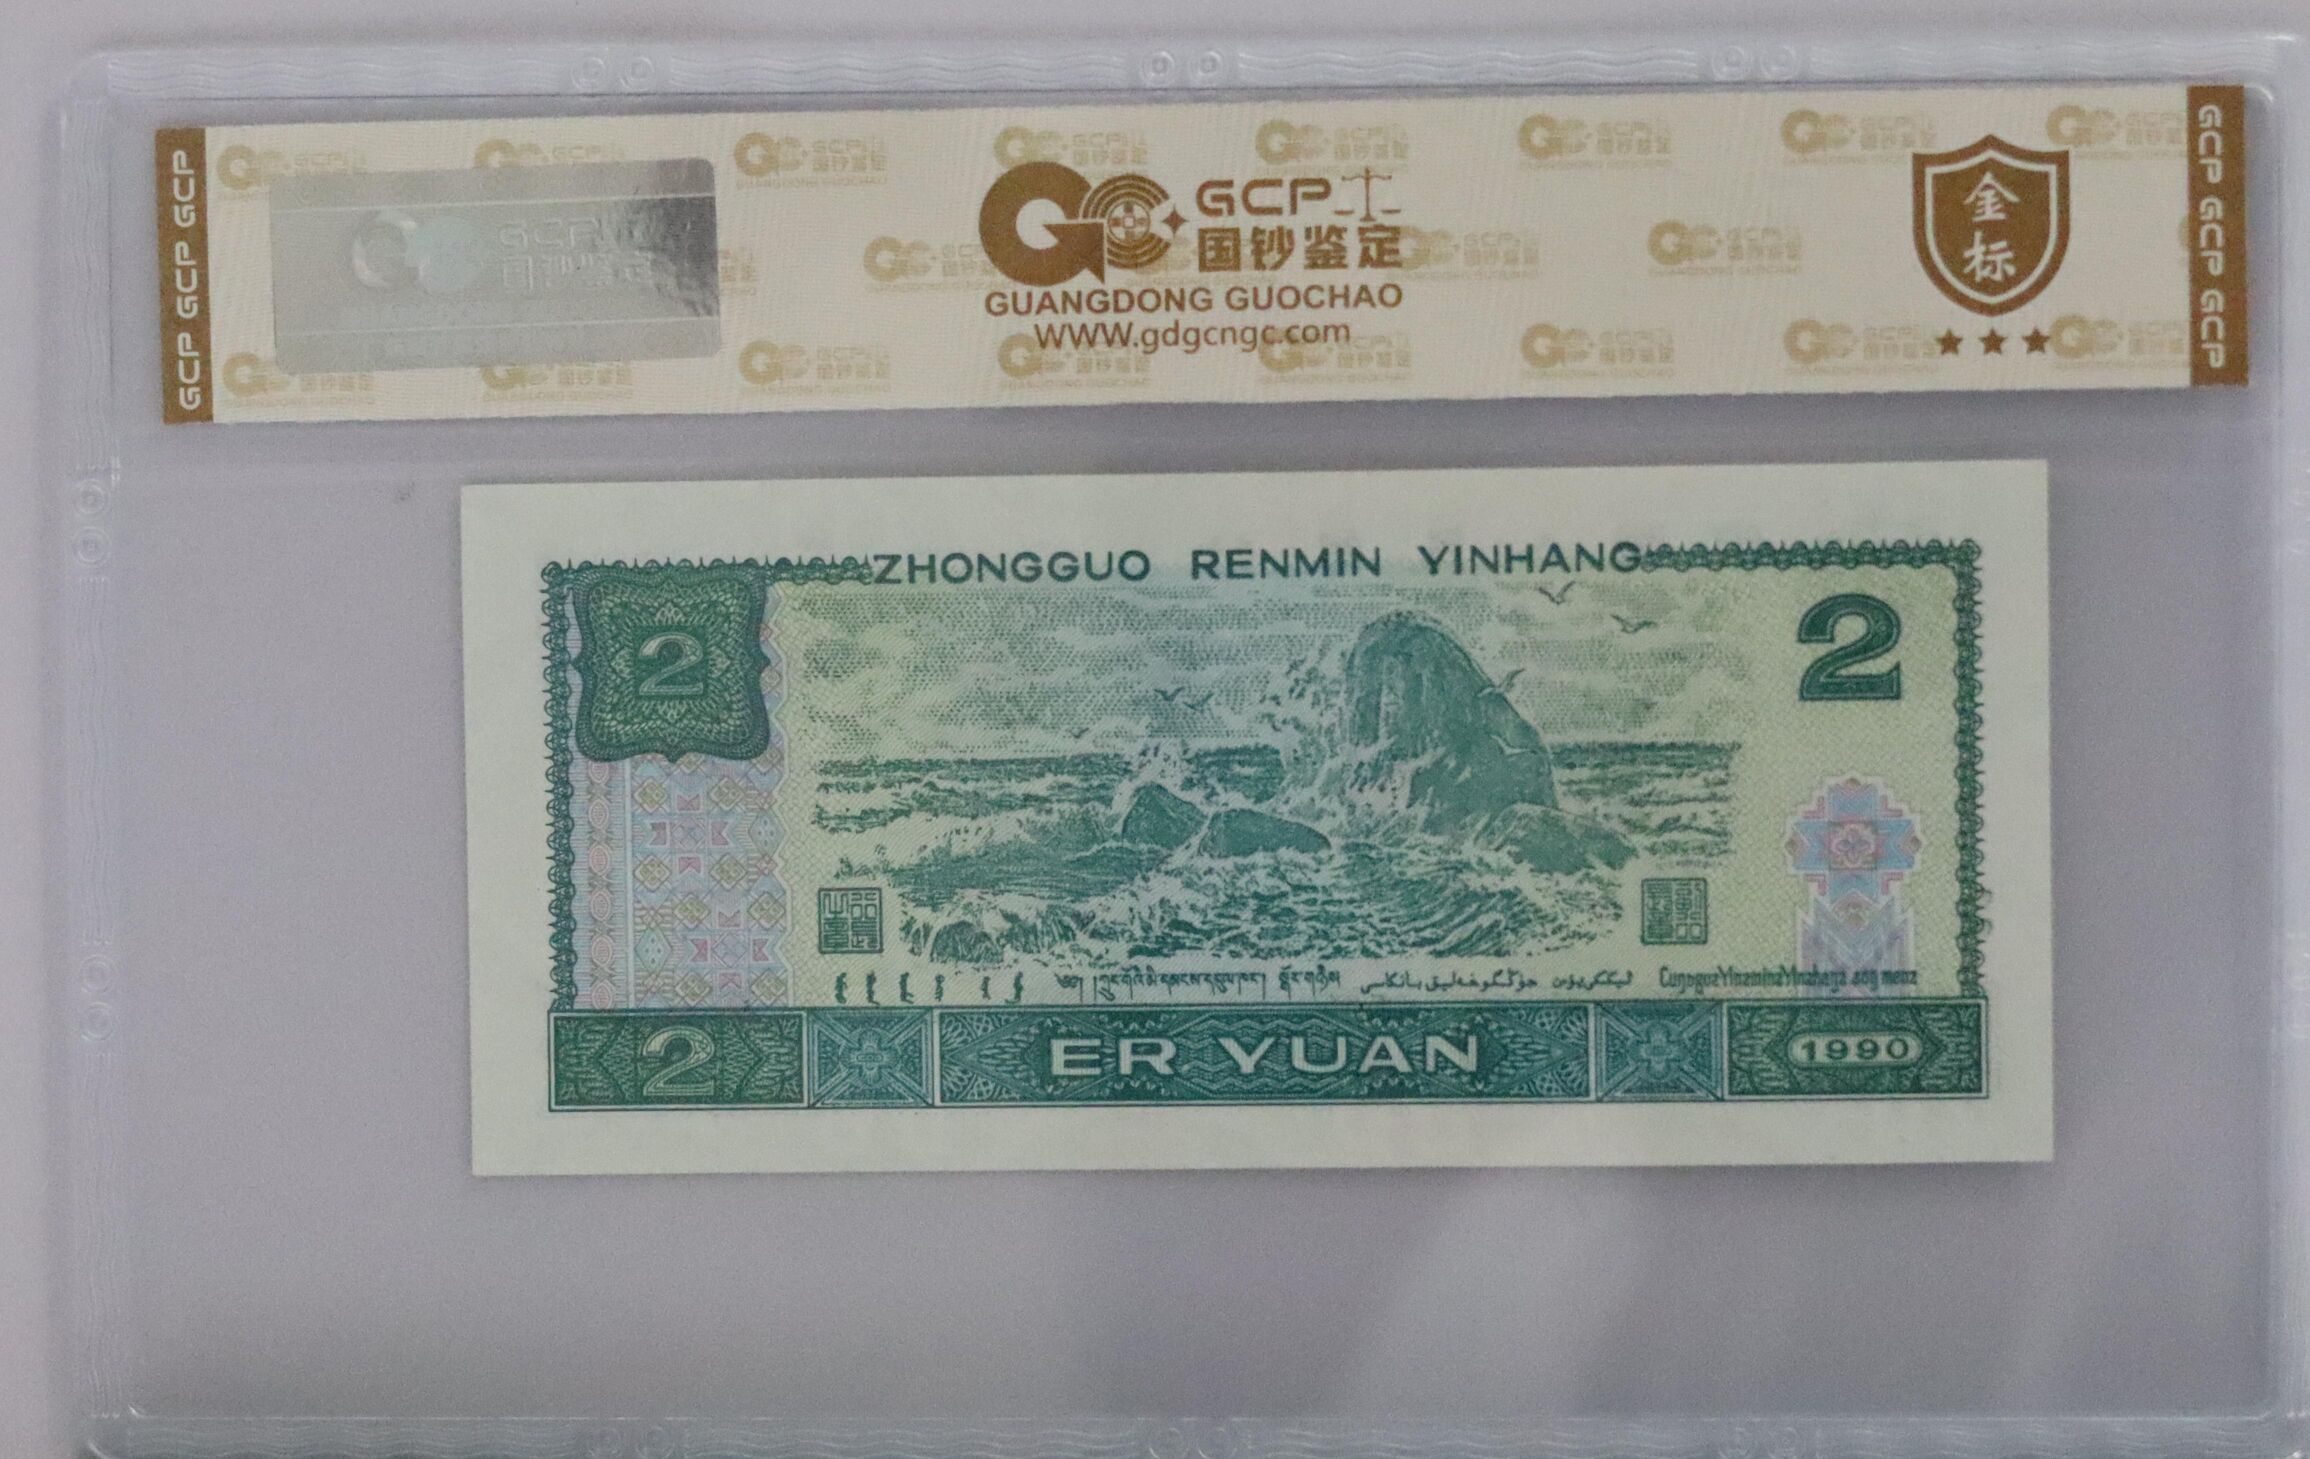 GCP GCP GCP
GCP
国钞鉴定
GUANGDONG GUOCHAO
WWW.gdgcngc.com
金
标
GCP GCP GCP
ZHONGGUO RENMIN YINHANG
2
2
2
ER YUAN
1990